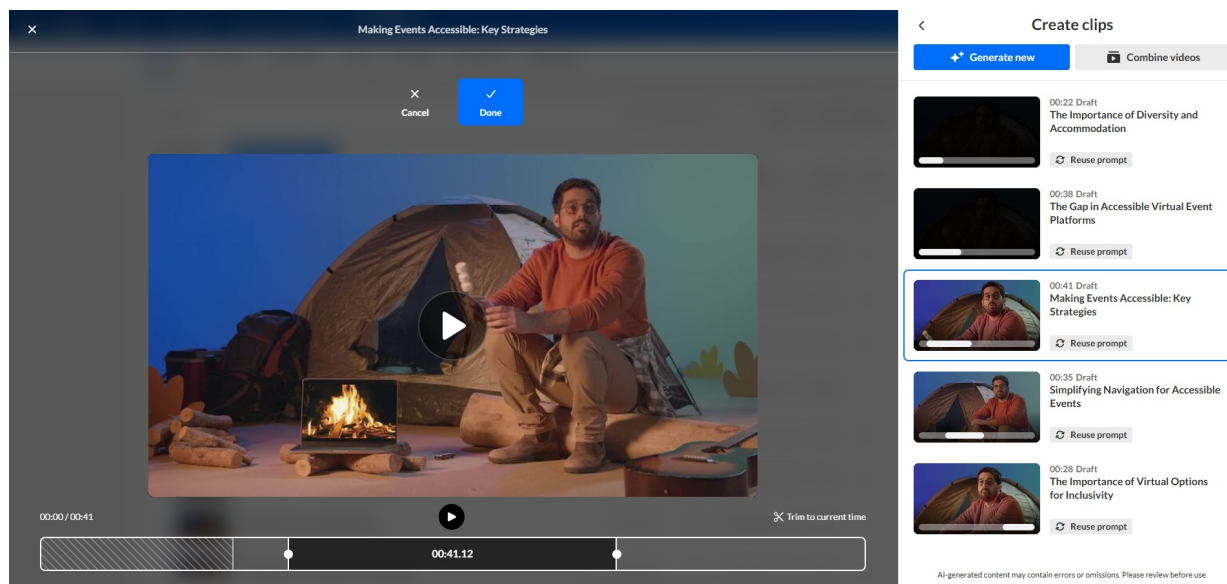 Making Events Accessible: Key Strategies
Cancel
Done
00:00 / 00:41
Trim to current time
00:41.12
Create clips
Generate new
Combine videos
00:22 Draft
The Importance of Diversity and
Accommodation
Reuse prompt
00:38 Draft
The Gap in Accessible Virtual Event
Platforms
Reuse prompt
00:41 Draft
Making Events Accessible: Key
Strategies
Reuse prompt
00:35 Draft
Simplifying Navigation for Accessible
Events
Reuse prompt
00:28 Draft
The Importance of Virtual Options
for Inclusivity
Reuse prompt
AI-generated content may contain errors or omissions. Please review before use.